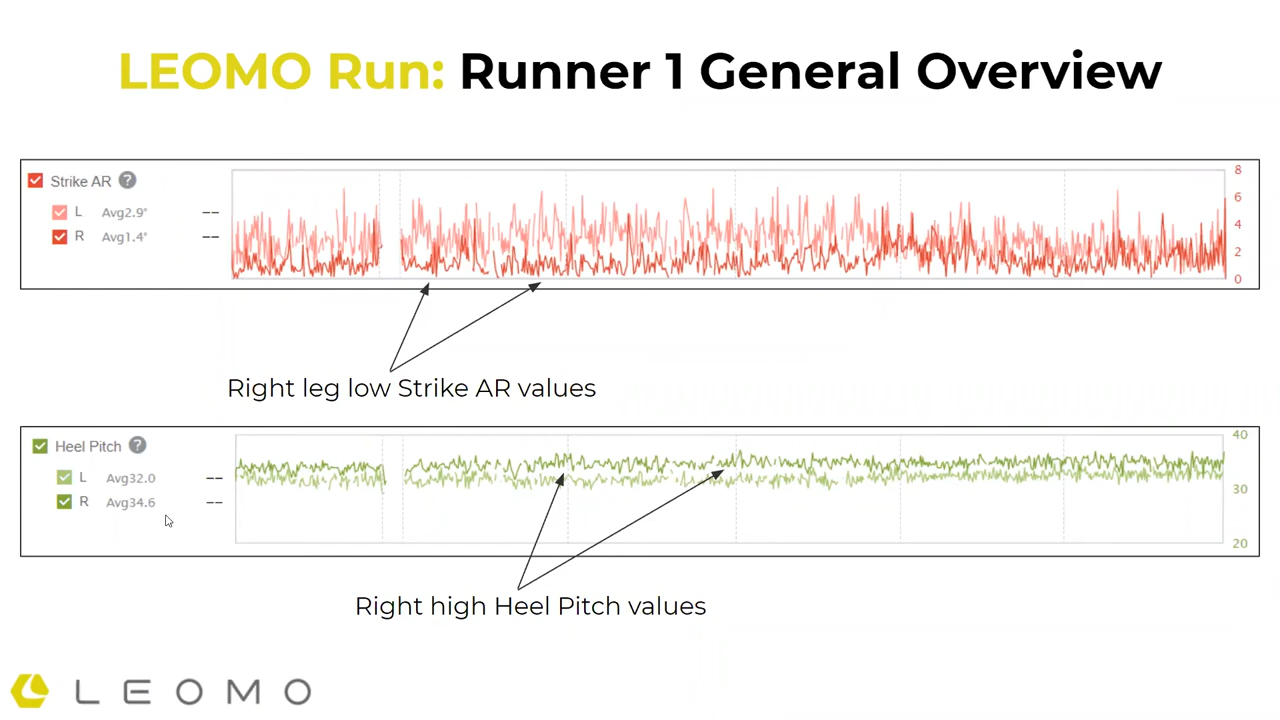 LEOMO Run: Runner 1 General Overview
Strike AR ?
L Avg2.9° --
R Avg1.4° --
8
6
4
2
0
Right leg low Strike AR values
Heel Pitch ?
L Avg32.0 --
R Avg34.6 --
40
30
20
Right high Heel Pitch values
LEOMO